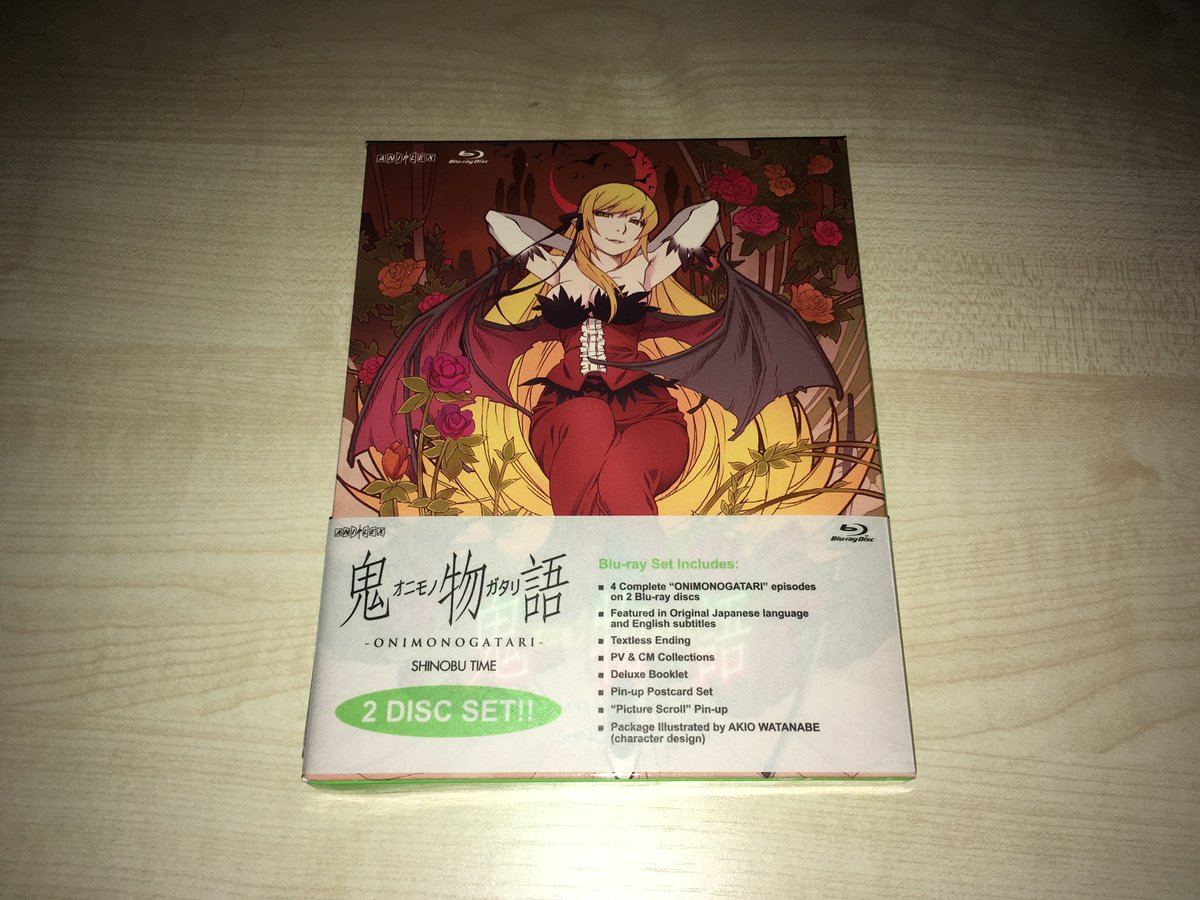 ANIPLEX
Blu-ray Disc
ANIPLEX
Blu-ray Disc
鬼オニモノ物ガタリ語
-ONIMONOGATARI-
SHINOBU TIME
2 DISC SET!!
Blu-ray Set Includes:
■ 4 Complete “ONIMONOGATARI” episodes
on 2 Blu-ray discs
■ Featured in Original Japanese language
and English subtitles
■ Textless Ending
■ PV & CM Collections
■ Deluxe Booklet
■ Pin-up Postcard Set
■ “Picture Scroll” Pin-up
■ Package Illustrated by AKIO WATANABE
(character design)